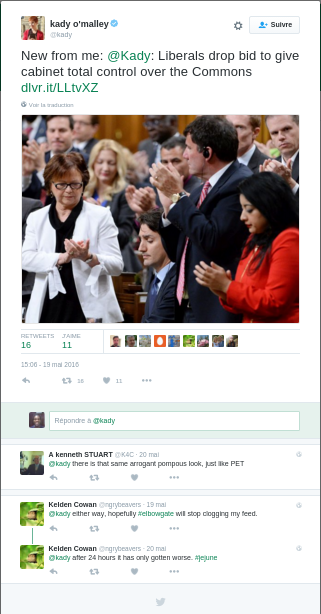 kady o'malley
@kady
Suivre
New from me: @Kady: Liberals drop bid to give
cabinet total control over the Commons
dlvr.it/LLtvXZ
Voir la traduction
RETWEETS J'AIME
16 11
15:06 - 19 mai 2016
16 11
Répondre à @kady
A kenneth STUART @K4C · 20 mai
@kady there is that same arrogant pompous look, just like PET
Kelden Cowan @ngrybeavers · 19 mai
@kady either way, hopefully #elbowgate will stop clogging my feed.
Kelden Cowan @ngrybeavers · 20 mai
@kady after 24 hours it has only gotten worse. #jejune